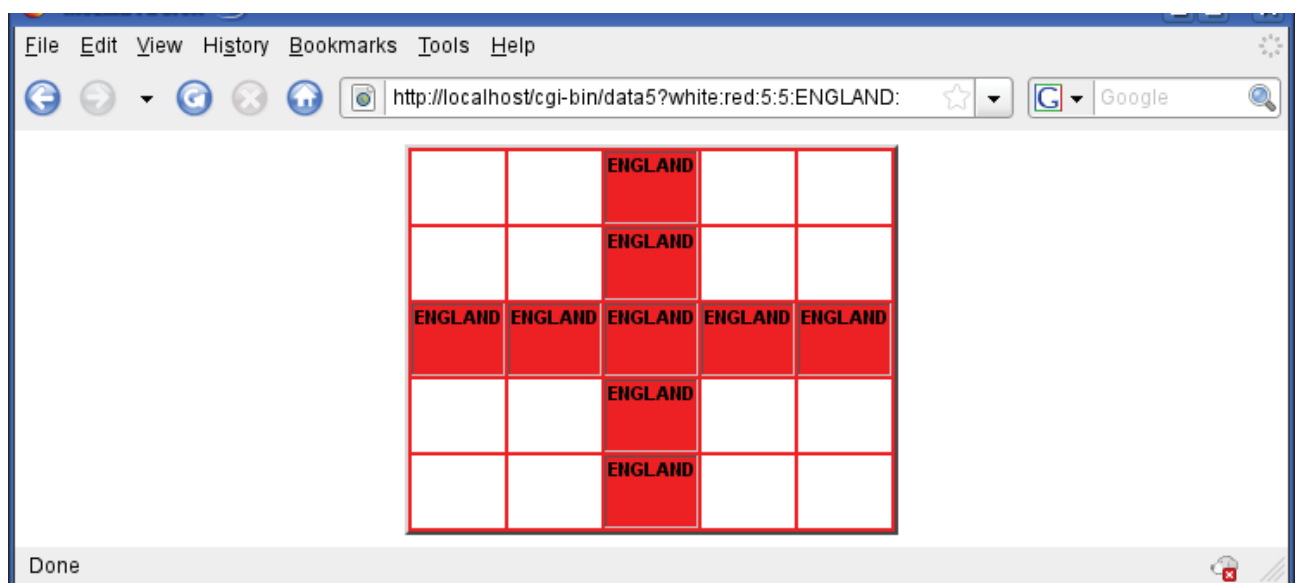 File Edit View History Bookmarks Tools Help
http://localhost/cgi-bin/data5?white:red:5:5:ENGLAND: G Google
ENGLAND
ENGLAND
ENGLAND ENGLAND ENGLAND ENGLAND ENGLAND
ENGLAND
ENGLAND
Done